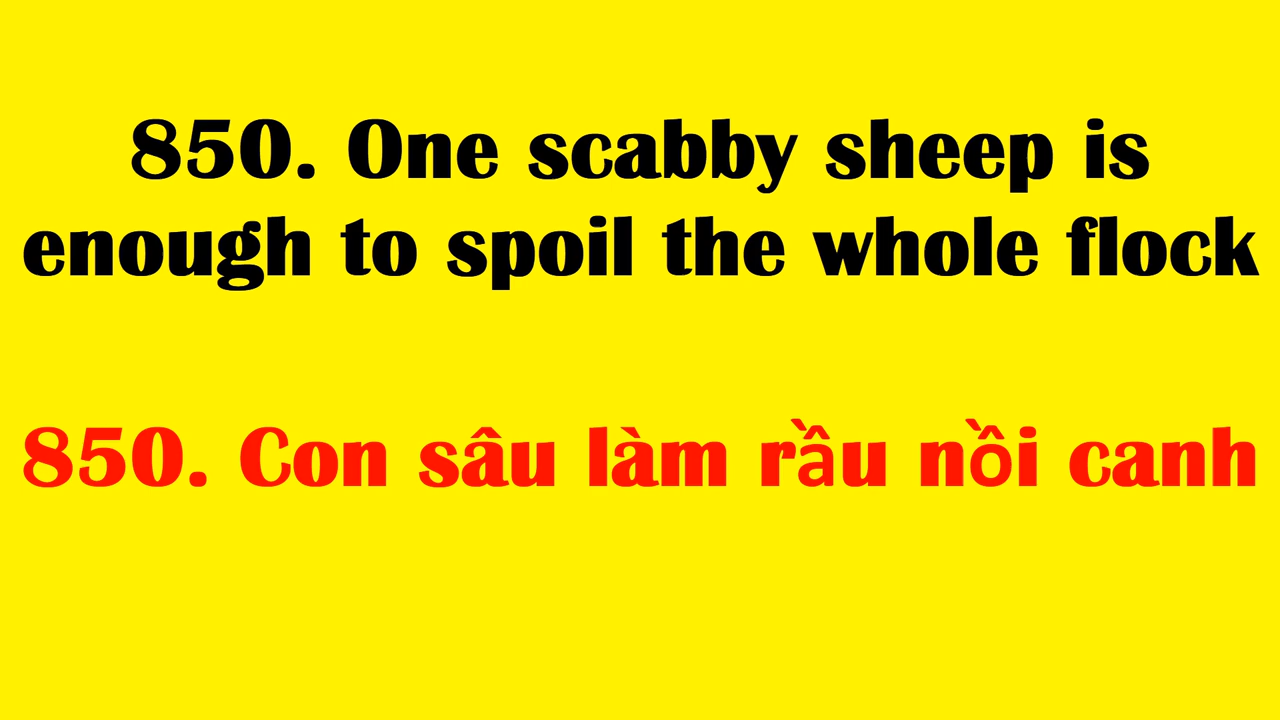 850. One scabby sheep is
enough to spoil the whole flock
850. Con sâu làm rầu nồi canh